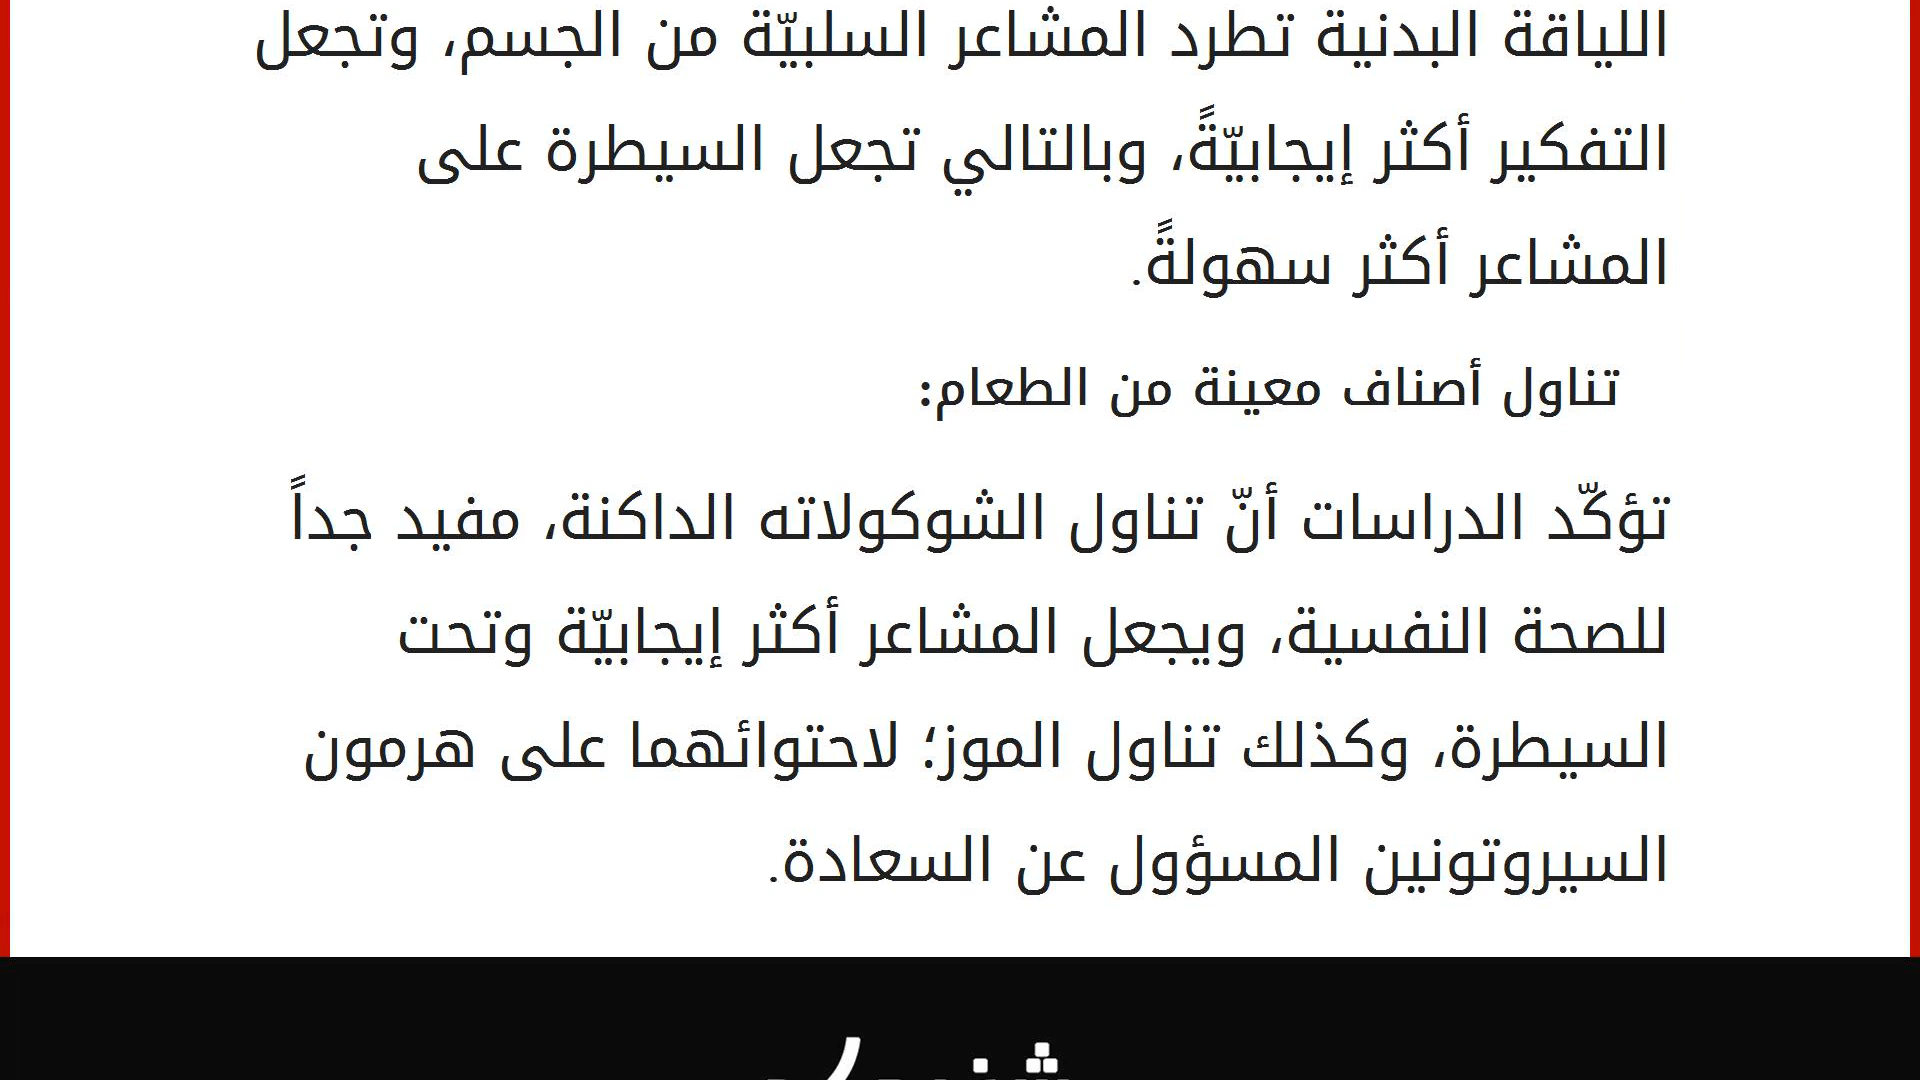 اللياقة البدنية تطرد المشاعر السلبيّة من الجسم، وتجعل
التفكير أكثر إيجابيّةً، وبالتالي تجعل السيطرة على
المشاعر أكثر سهولةً.
تناول أصناف معينة من الطعام:
تؤكّد الدراسات أنّ تناول الشوكولاته الداكنة، مفيد جداً
للصحة النفسية، ويجعل المشاعر أكثر إيجابيّة وتحت
السيطرة، وكذلك تناول الموز؛ لاحتوائهما على هرمون
السيروتونين المسؤول عن السعادة.